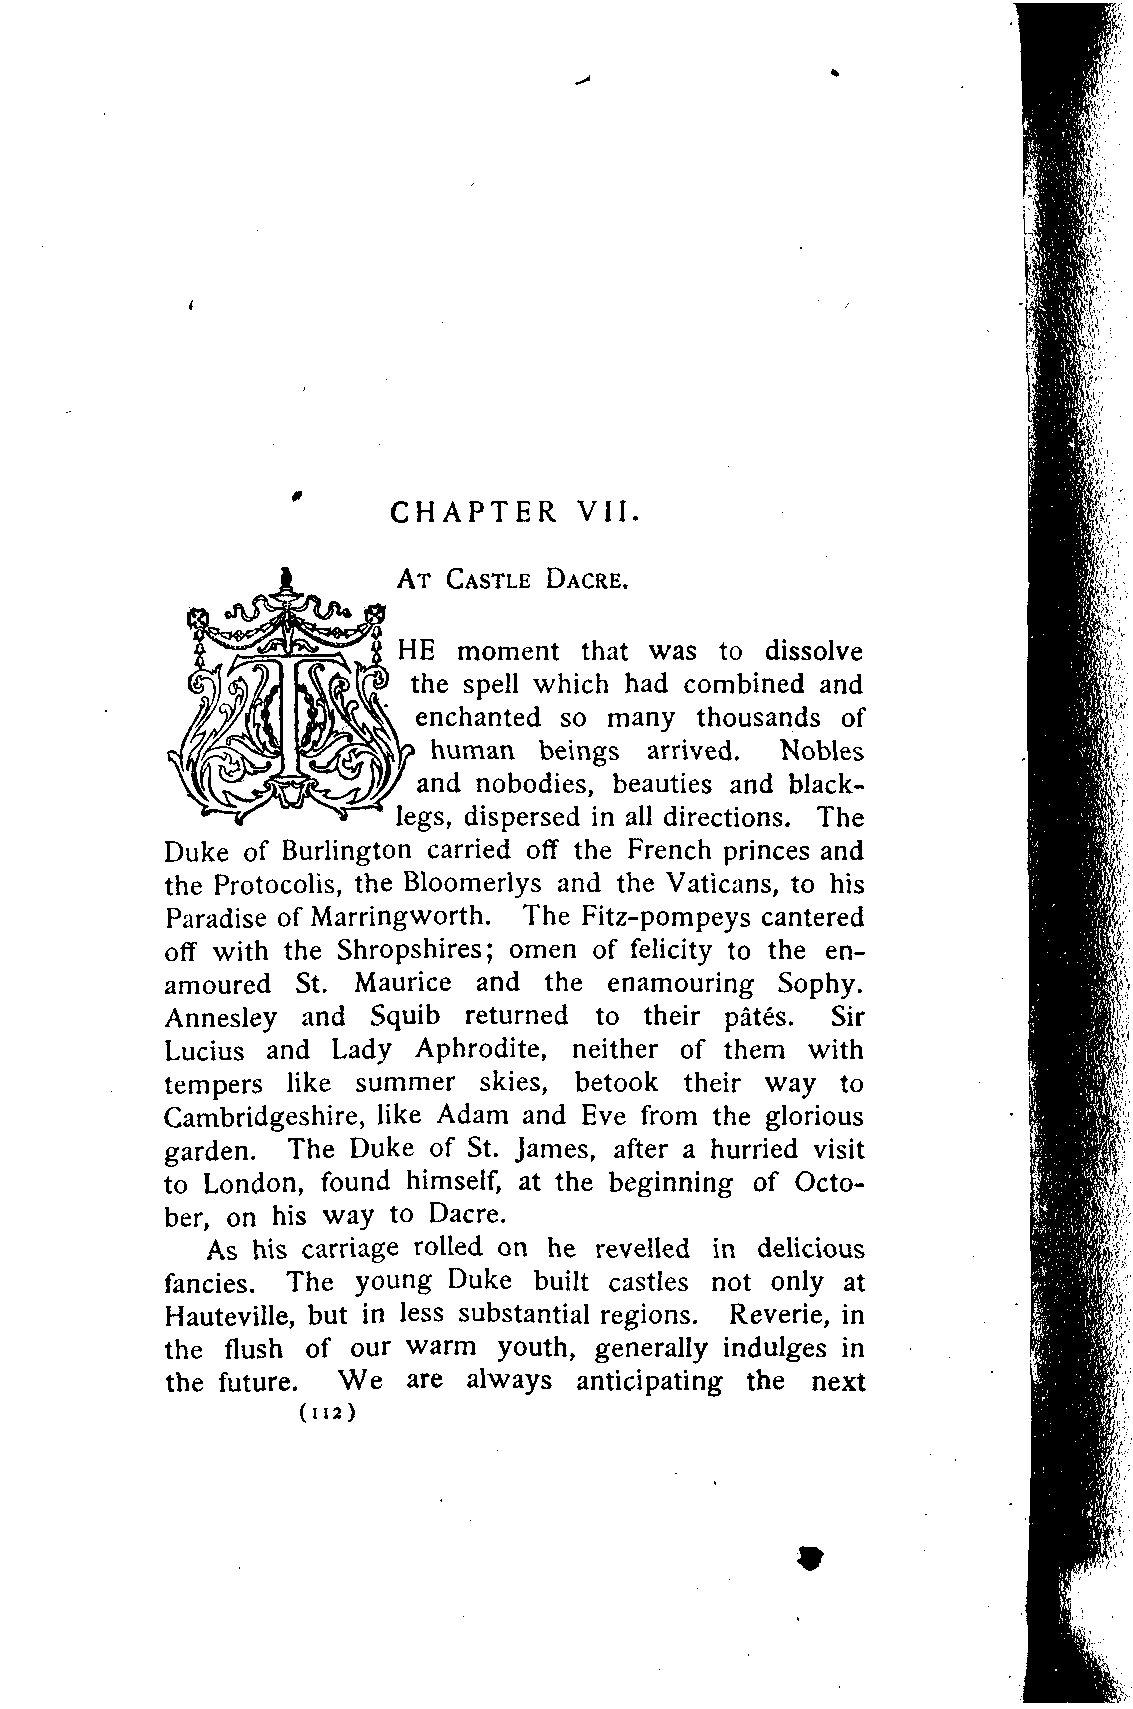 CHAPTER VII.
AT CASTLE DACRE.
THE moment that was to dissolve
the spell which had combined and
enchanted so many thousands of
human beings arrived. Nobles
and nobodies, beauties and black-
legs, dispersed in all directions. The
Duke of Burlington carried off the French princes and
the Protocolis, the Bloomerlys and the Vaticans, to his
Paradise of Marringworth. The Fitz-pompeys cantered
off with the Shropshires; omen of felicity to the en-
amoured St. Maurice and the enamouring Sophy.
Annesley and Squib returned to their pâtés. Sir
Lucius and Lady Aphrodite, neither of them with
tempers like summer skies, betook their way to
Cambridgeshire, like Adam and Eve from the glorious
garden. The Duke of St. James, after a hurried visit
to London, found himself, at the beginning of Octo-
ber, on his way to Dacre.
As his carriage rolled on he revelled in delicious
fancies. The young Duke built castles not only at
Hauteville, but in less substantial regions. Reverie, in
the flush of our warm youth, generally indulges in
the future. We are always anticipating the next
(112)